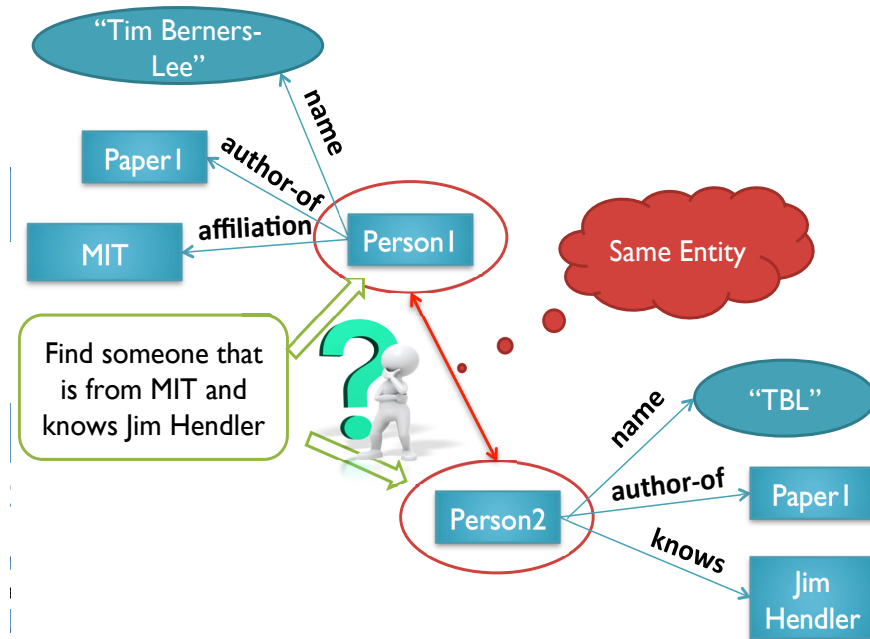 “Tim Berners-
Lee”
name
Paper1
author-of
affiliation
MIT
Person1
Same Entity
Find someone that
is from MIT and
knows Jim Hendler
“TBL”
name
author-of
Paper1
Person2
knows
Jim
Hendler